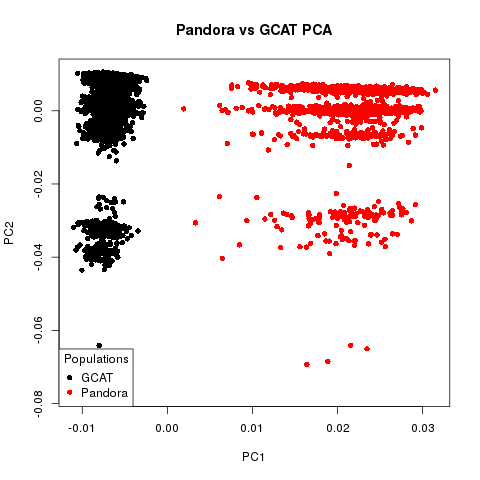 Pandora vs GCAT PCA
PC2
0.00
-0.02
-0.04
-0.06
-0.08
Populations
GCAT
Pandora
-0.01
0.00
0.01
0.02
0.03
PC1